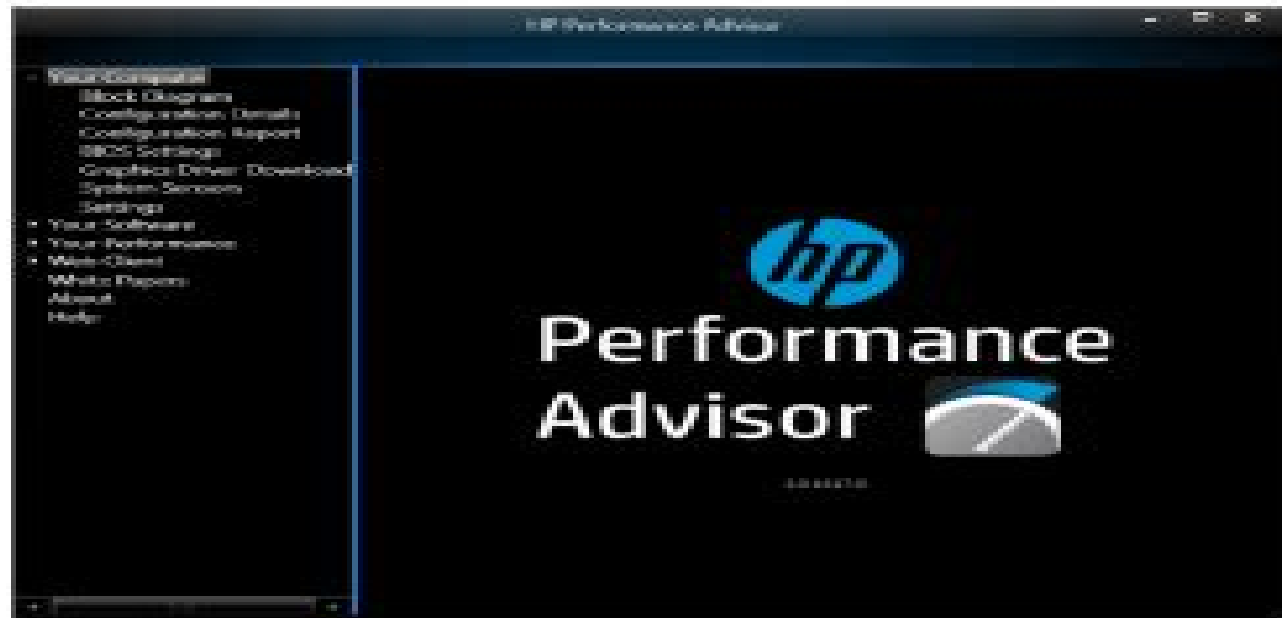 HP Performance Advisor
Your Computer
Block Diagram
Configuration Details
Configuration Report
BIOS Settings
Graphics Driver Download
System Sensors
Settings
Your Software
Your Performance
Web Client
White Papers
About
Help
hp
Performance
Advisor